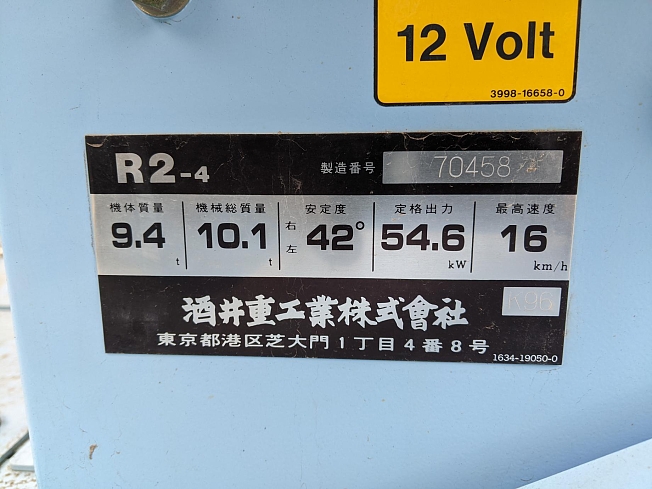 12 Volt
3998-16658-0
R2-4 製造番号 70458
機体質量 機械総質量 安定度 定格出力 最高速度
9.4 t 10.1 t 右 左 42° 54.6 kW 16 km/h
酒井重工業株式會社
東京都港区芝大門1丁目4番8号
1634-19050-0